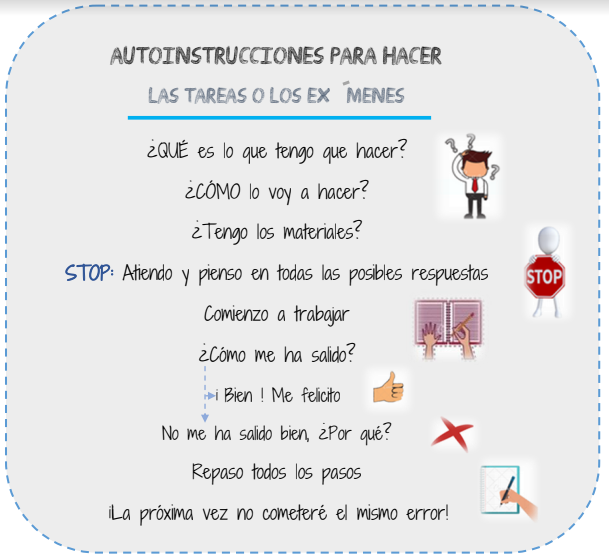 AUTOINSTRUCCIONES PARA HACER
LAS TAREAS O LOS EX ´MENES
¿QUÉ es lo que tengo que hacer?
¿CÓMO lo voy a hacer?
¿Tengo los materiales?
STOP: Atiendo y pienso en todas las posibles respuestas
STOP
Comienzo a trabajar
¿Cómo me ha salido?
¡ Bien ! Me felicito
No me ha salido bien, ¿Por qué?
Repaso todos los pasos
¡La próxima vez no cometeré el mismo error!